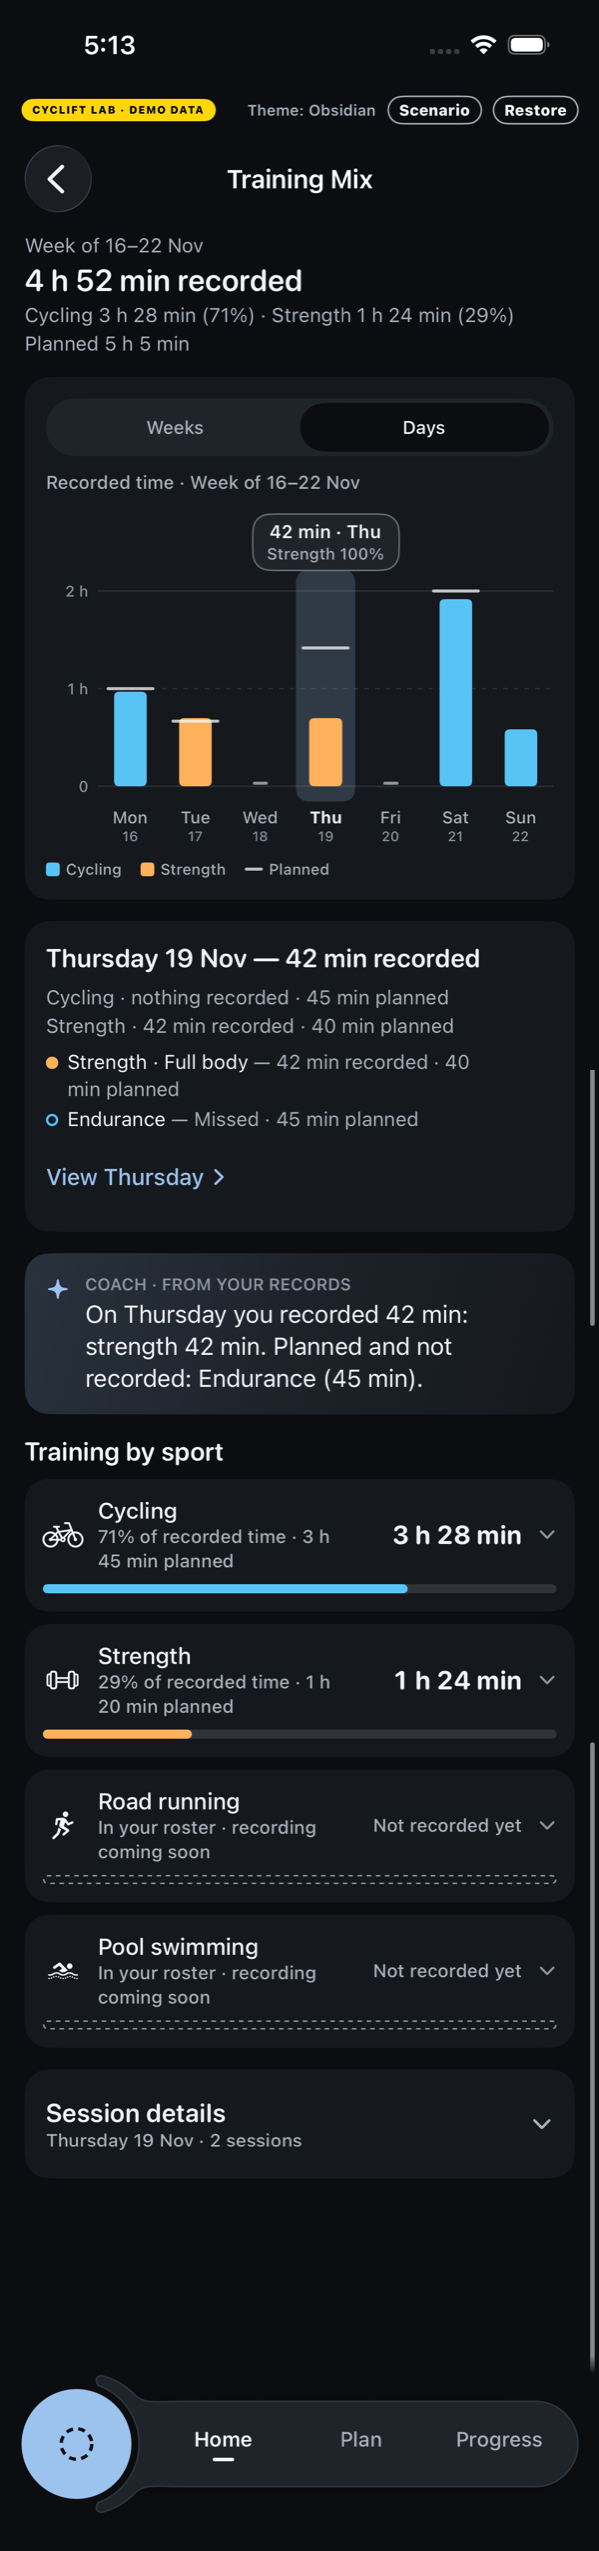 5:13
CYCLIFT LAB · DEMO DATA
Theme: Obsidian
Scenario
Restore
Training Mix
Week of 16–22 Nov
4 h 52 min recorded
Cycling 3 h 28 min (71%) · Strength 1 h 24 min (29%)
Planned 5 h 5 min
Weeks
Days
Recorded time · Week of 16–22 Nov
42 min · Thu
Strength 100%
2 h
1 h
0
Mon Tue Wed Thu Fri Sat Sun
16 17 18 19 20 21 22
Cycling Strength Planned
Thursday 19 Nov — 42 min recorded
Cycling · nothing recorded · 45 min planned
Strength · 42 min recorded · 40 min planned
Strength · Full body — 42 min recorded · 40
min planned
Endurance — Missed · 45 min planned
View Thursday
COACH · FROM YOUR RECORDS
On Thursday you recorded 42 min:
strength 42 min. Planned and not
recorded: Endurance (45 min).
Training by sport
Cycling
71% of recorded time · 3 h
45 min planned
3 h 28 min
Strength
29% of recorded time · 1 h
20 min planned
1 h 24 min
Road running
In your roster · recording
coming soon
Not recorded yet
Pool swimming
In your roster · recording
coming soon
Not recorded yet
Session details
Thursday 19 Nov · 2 sessions
Home
Plan
Progress